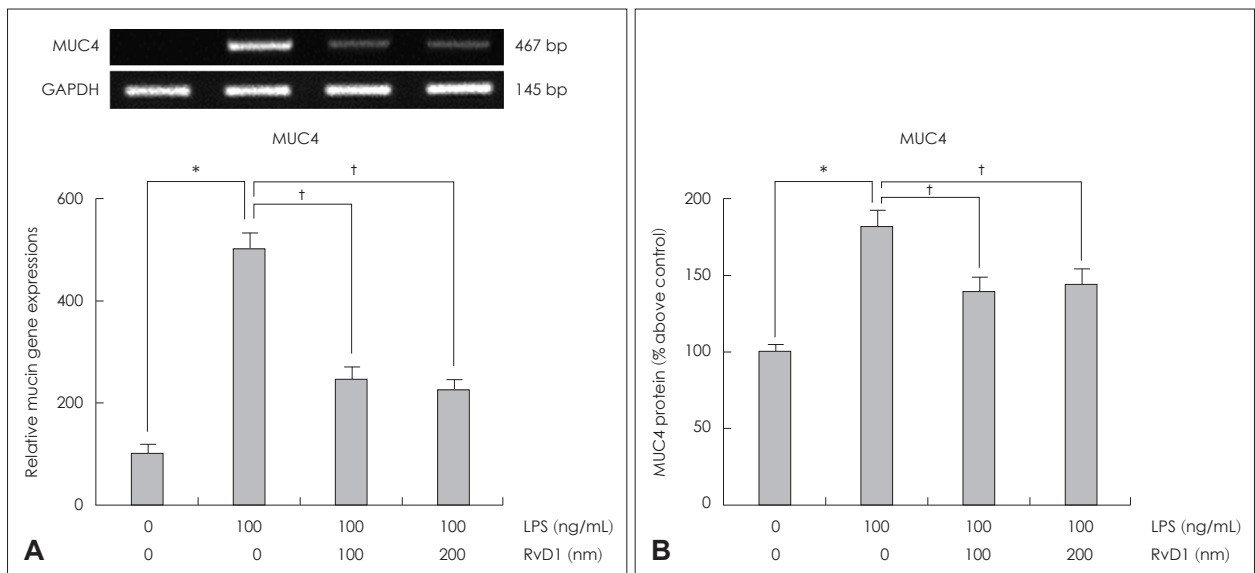 MUC4 467 bp
GAPDH 145 bp
MUC4
* † †
Relative mucin gene expressions
600
400
200
0
0 100 100 100 LPS (ng/mL)
0 0 100 200 RvD1 (nm)
A
MUC4
* † †
MUC4 protein (% above control)
200
150
100
50
0
0 100 100 100 LPS (ng/mL)
0 0 100 200 RvD1 (nm)
B